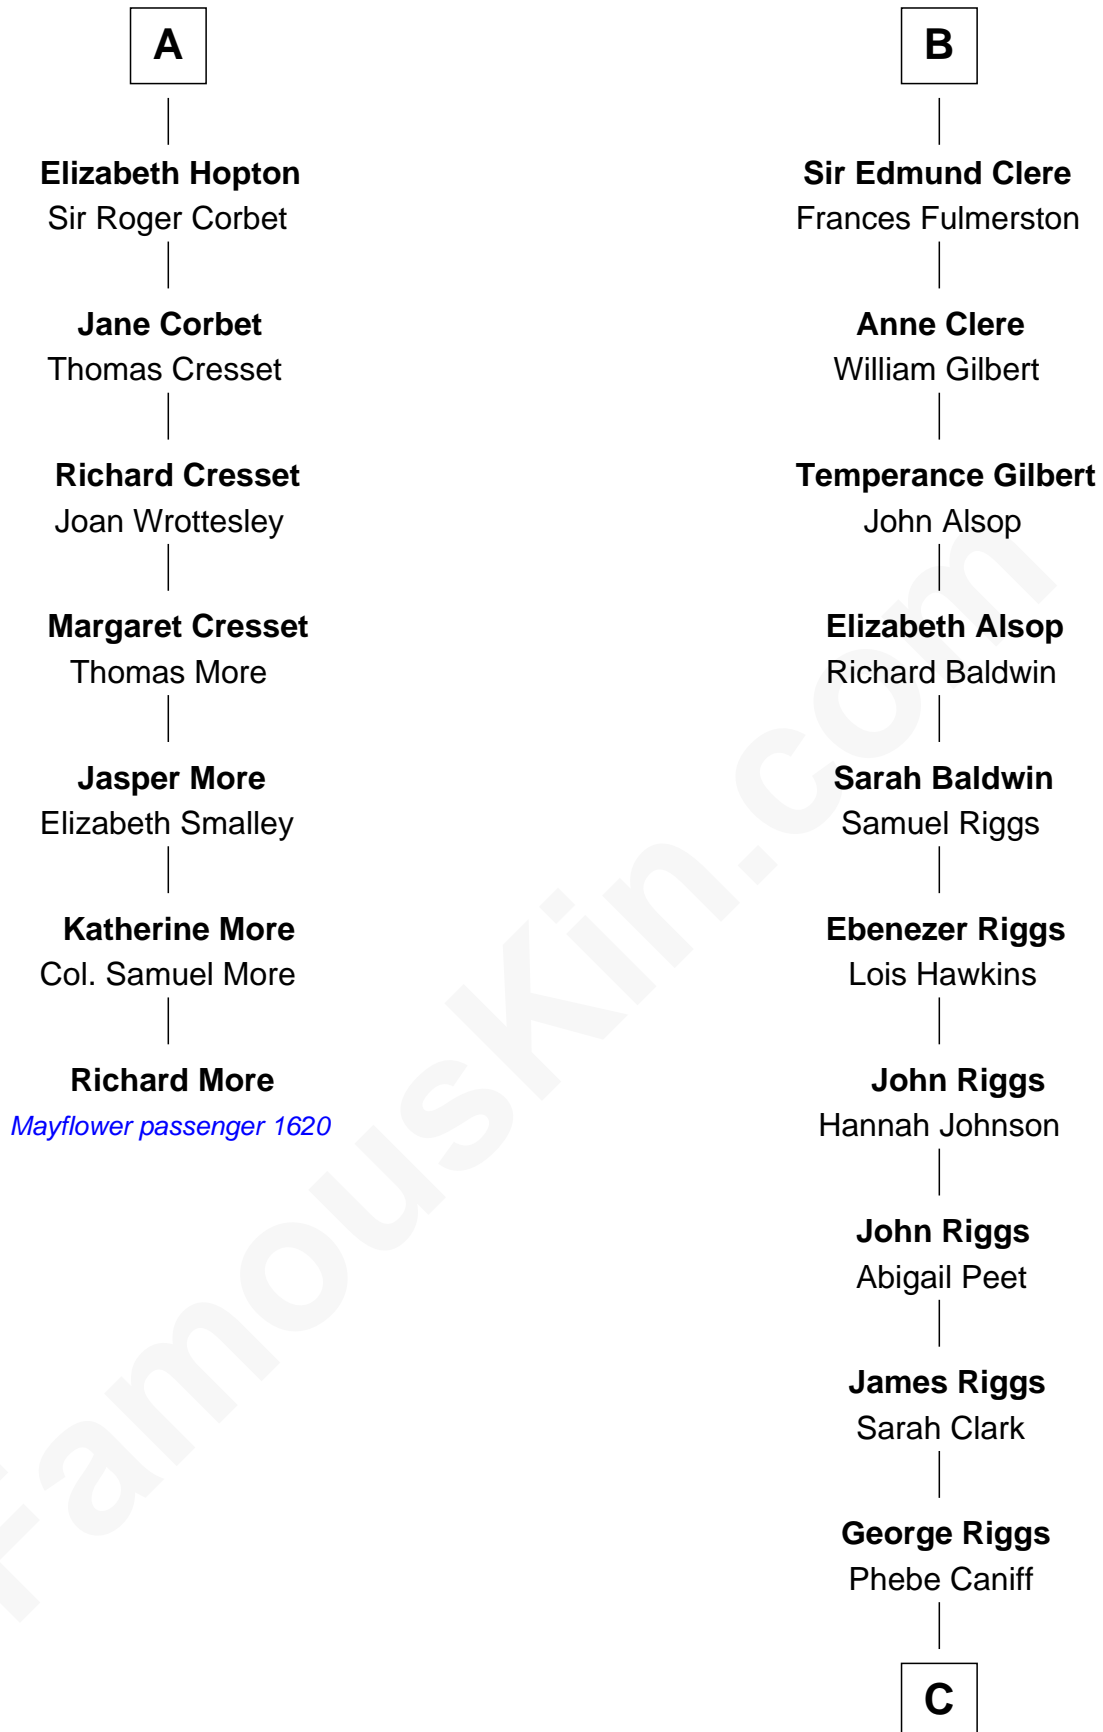 A
Elizabeth Hopton
Sir Roger Corbet
Jane Corbet
Thomas Cresset
Richard Cresset
Joan Wrottesley
Margaret Cresset
Thomas More
Jasper More
Elizabeth Smalley
Katherine More
Col. Samuel More
Richard More
Mayflower passenger 1620
B
Sir Edmund Clere
Frances Fulmerston
Anne Clere
William Gilbert
Temperance Gilbert
John Alsop
Elizabeth Alsop
Richard Baldwin
Sarah Baldwin
Samuel Riggs
Ebenezer Riggs
Lois Hawkins
John Riggs
Hannah Johnson
John Riggs
Abigail Peet
James Riggs
Sarah Clark
George Riggs
Phebe Caniff
C
FamousKin.com